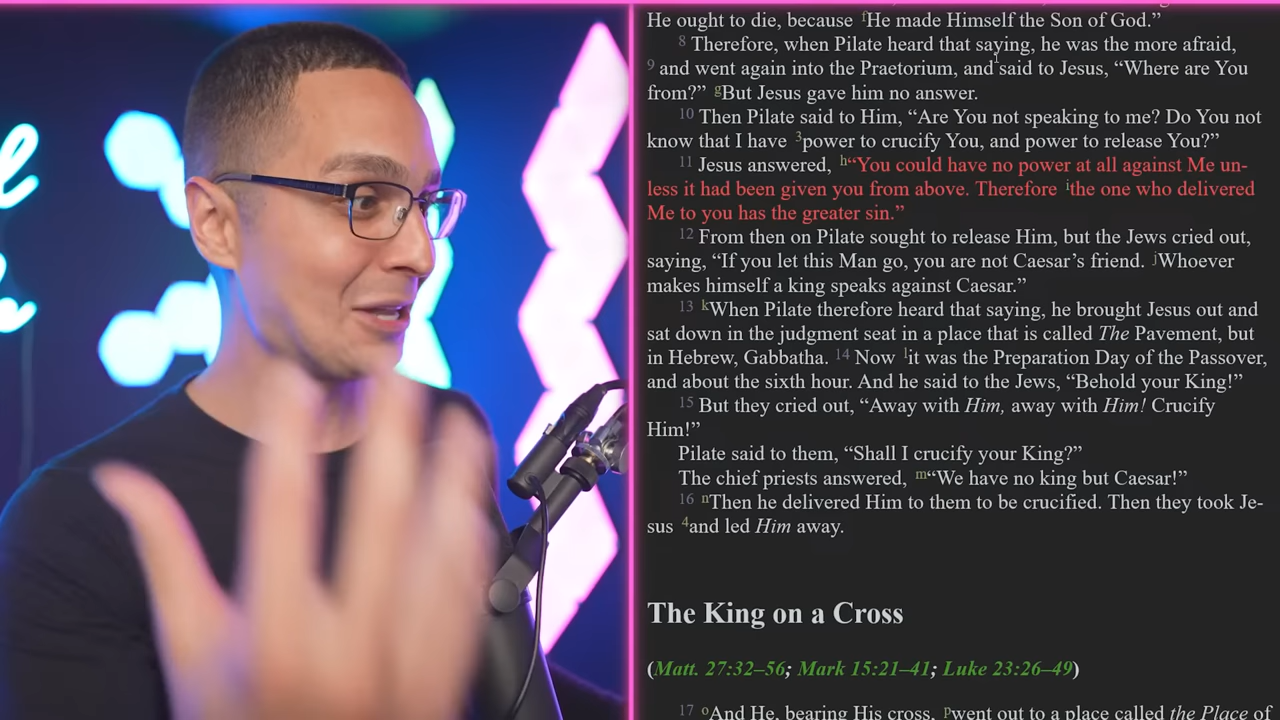 He ought to die, because fHe made Himself the Son of God.”
8 Therefore, when Pilate heard that saying, he was the more afraid,
9 and went again into the Praetorium, and said to Jesus, “Where are You
from?” gBut Jesus gave him no answer.
10 Then Pilate said to Him, “Are You not speaking to me? Do You not
know that I have 3power to crucify You, and power to release You?”
11 Jesus answered, h“You could have no power at all against Me un-
less it had been given you from above. Therefore ithe one who delivered
Me to you has the greater sin.”
12 From then on Pilate sought to release Him, but the Jews cried out,
saying, “If you let this Man go, you are not Caesar’s friend. jWhoever
makes himself a king speaks against Caesar.”
13 kWhen Pilate therefore heard that saying, he brought Jesus out and
sat down in the judgment seat in a place that is called The Pavement, but
in Hebrew, Gabbatha. 14 Now lit was the Preparation Day of the Passover,
and about the sixth hour. And he said to the Jews, “Behold your King!”
15 But they cried out, “Away with Him, away with Him! Crucify
Him!”
Pilate said to them, “Shall I crucify your King?”
The chief priests answered, m“We have no king but Caesar!”
16 nThen he delivered Him to them to be crucified. Then they took Je-
sus 4and led Him away.
The King on a Cross
(Matt. 27:32–56; Mark 15:21–41; Luke 23:26–49)
17 oAnd He, bearing His cross, pwent out to a place called the Place of